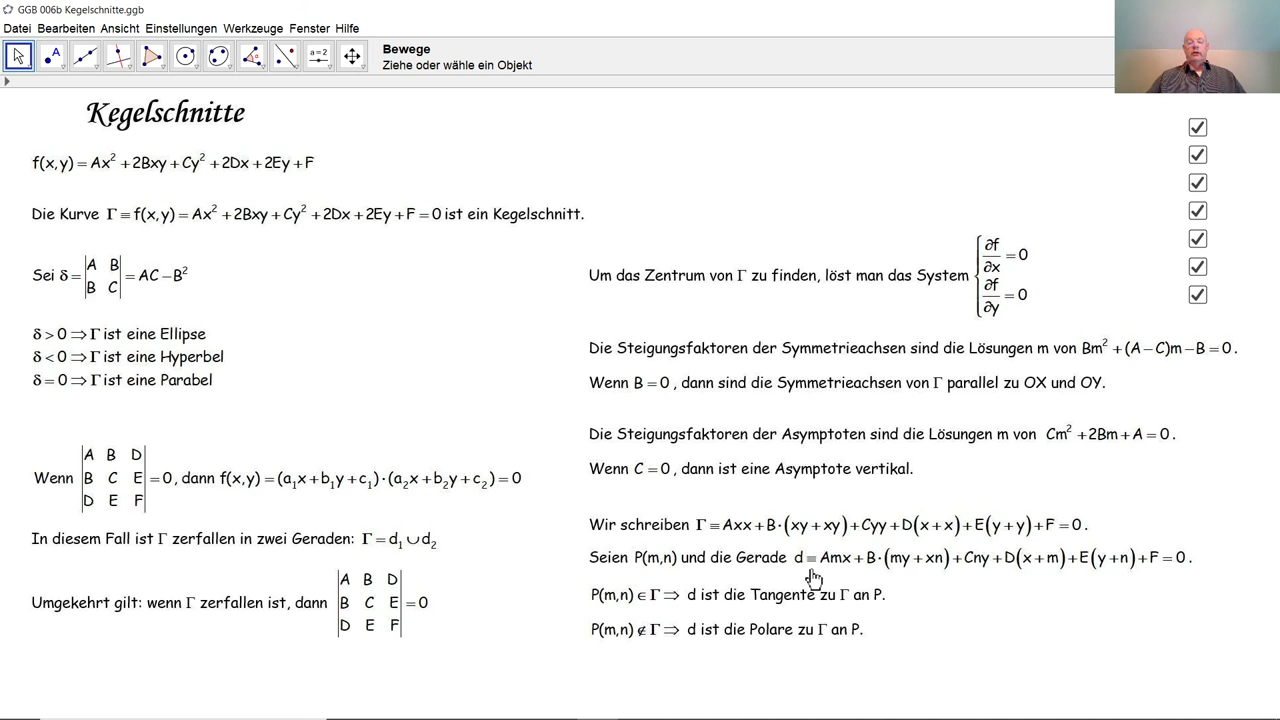 GGB 006b Kegelschnitte.ggb
Datei Bearbeiten Ansicht Einstellungen Werkzeuge Fenster Hilfe
A
a=2
Bewege
Ziehe oder wähle ein Objekt
Kegelschnitte
f(x,y)=Ax²+2Bxy+Cy²+2Dx+2Ey+F
Die Kurve Γ≡f(x,y)=Ax²+2Bxy+Cy²+2Dx+2Ey+F=0 ist ein Kegelschnitt.
Sei δ=|A B; B C|=AC−B²
δ>0⇒Γ ist eine Ellipse
δ<0⇒Γ ist eine Hyperbel
δ=0⇒Γ ist eine Parabel
Wenn |A B D; B C E; D E F|=0, dann f(x,y)=(a₁x+b₁y+c₁)·(a₂x+b₂y+c₂)=0
In diesem Fall ist Γ zerfallen in zwei Geraden: Γ=d₁∪d₂
Umgekehrt gilt: wenn Γ zerfallen ist, dann |A B D; B C E; D E F|=0
Um das Zentrum von Γ zu finden, löst man das System {∂f/∂x=0; ∂f/∂y=0
Die Steigungsfaktoren der Symmetrieachsen sind die Lösungen m von Bm²+(A−C)m−B=0.
Wenn B=0, dann sind die Symmetrieachsen von Γ parallel zu OX und OY.
Die Steigungsfaktoren der Asymptoten sind die Lösungen m von Cm²+2Bm+A=0.
Wenn C=0, dann ist eine Asymptote vertikal.
Wir schreiben Γ≡Axx+B·(xy+xy)+Cyy+D(x+x)+E(y+y)+F=0.
Seien P(m,n) und die Gerade d≡Amx+B·(my+xn)+Cny+D(x+m)+E(y+n)+F=0.
P(m,n)∈Γ⇒ d ist die Tangente zu Γ an P.
P(m,n)∉Γ⇒ d ist die Polare zu Γ an P.